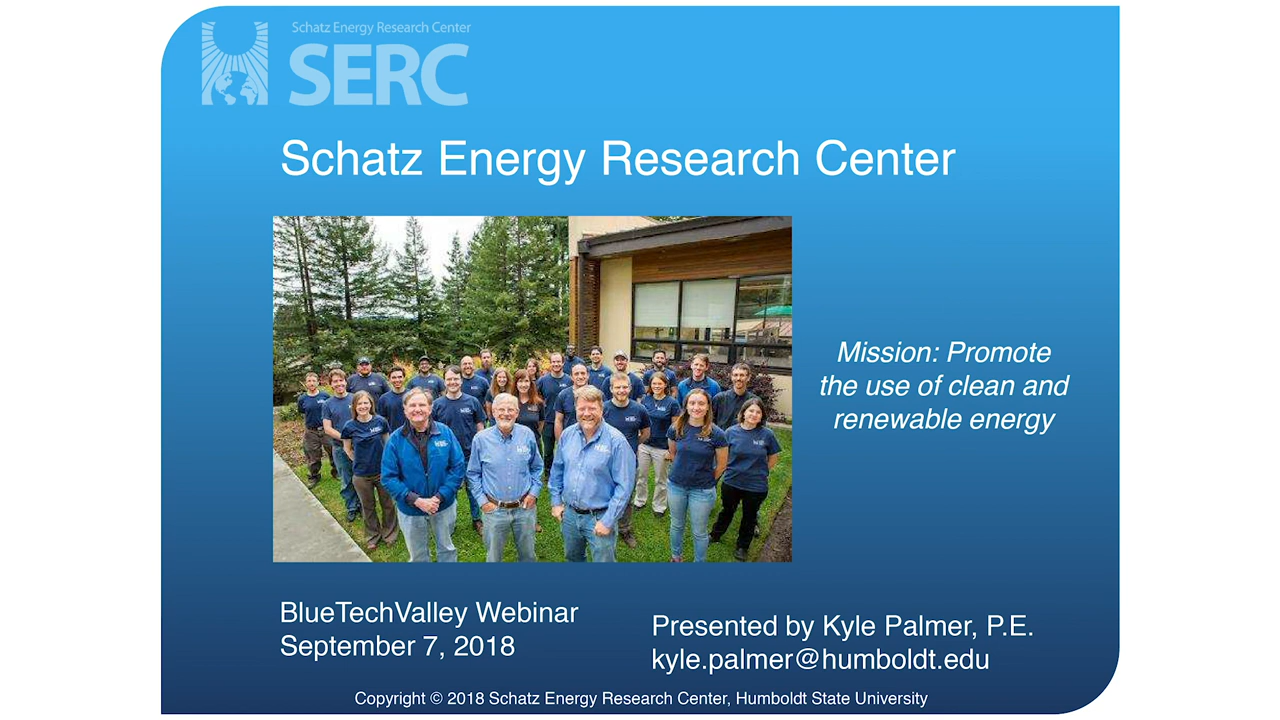 Schatz Energy Research Center
SERC
Schatz Energy Research Center
Mission: Promote
the use of clean and
renewable energy
BlueTechValley Webinar
September 7, 2018
Presented by Kyle Palmer, P.E.
kyle.palmer@humboldt.edu
Copyright © 2018 Schatz Energy Research Center, Humboldt State University